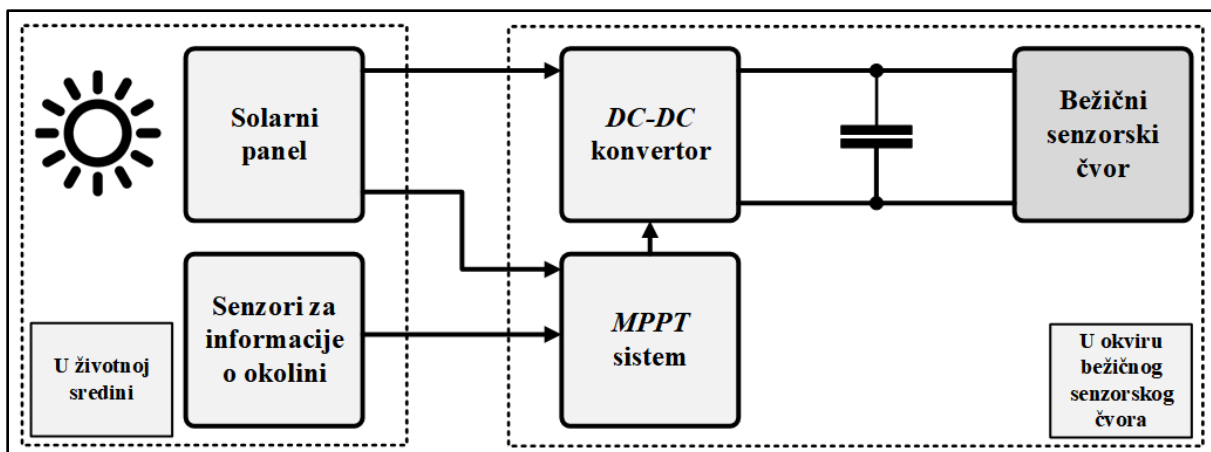 Solarni
panel
DC-DC
konvertor
Bežični
senzorski
čvor
Senzori za
informacije
o okolini
MPPT
sistem
U životnoj
sredini
U okviru
bežičnog
senzorskog
čvora